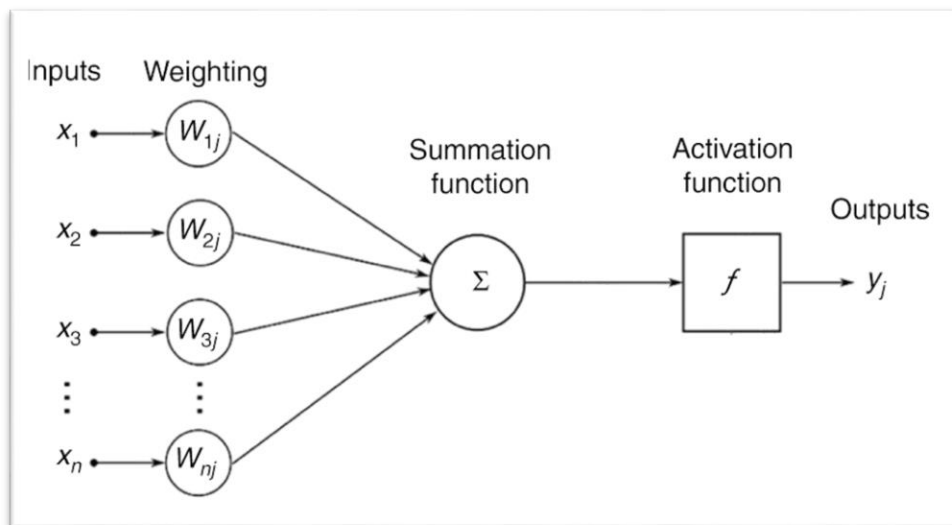 Inputs Weighting
Summation
function
Activation
function
Outputs
x₁ W₁ⱼ
x₂ W₂ⱼ
Σ f yⱼ
x₃ W₃ⱼ
⋮ ⋮
xₙ Wₙⱼ